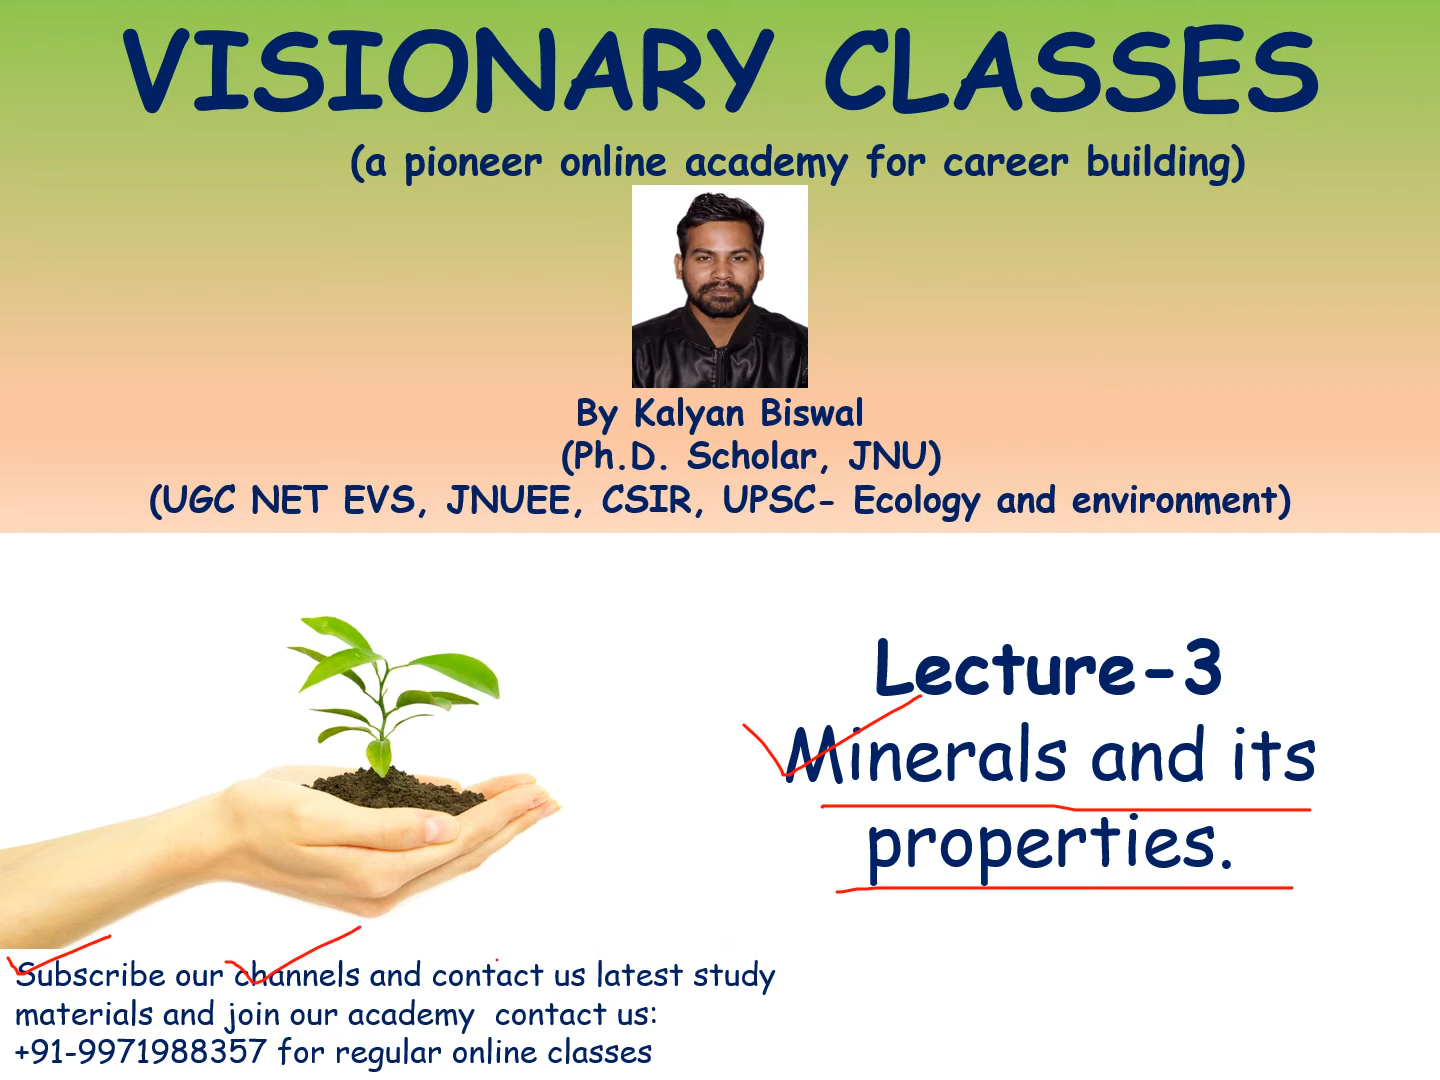 VISIONARY CLASSES
(a pioneer online academy for career building)
By Kalyan Biswal
(Ph.D. Scholar, JNU)
(UGC NET EVS, JNUEE, CSIR, UPSC- Ecology and environment)
Lecture-3
Minerals and its
properties.
Subscribe our channels and contact us latest study
materials and join our academy contact us:
+91-9971988357 for regular online classes